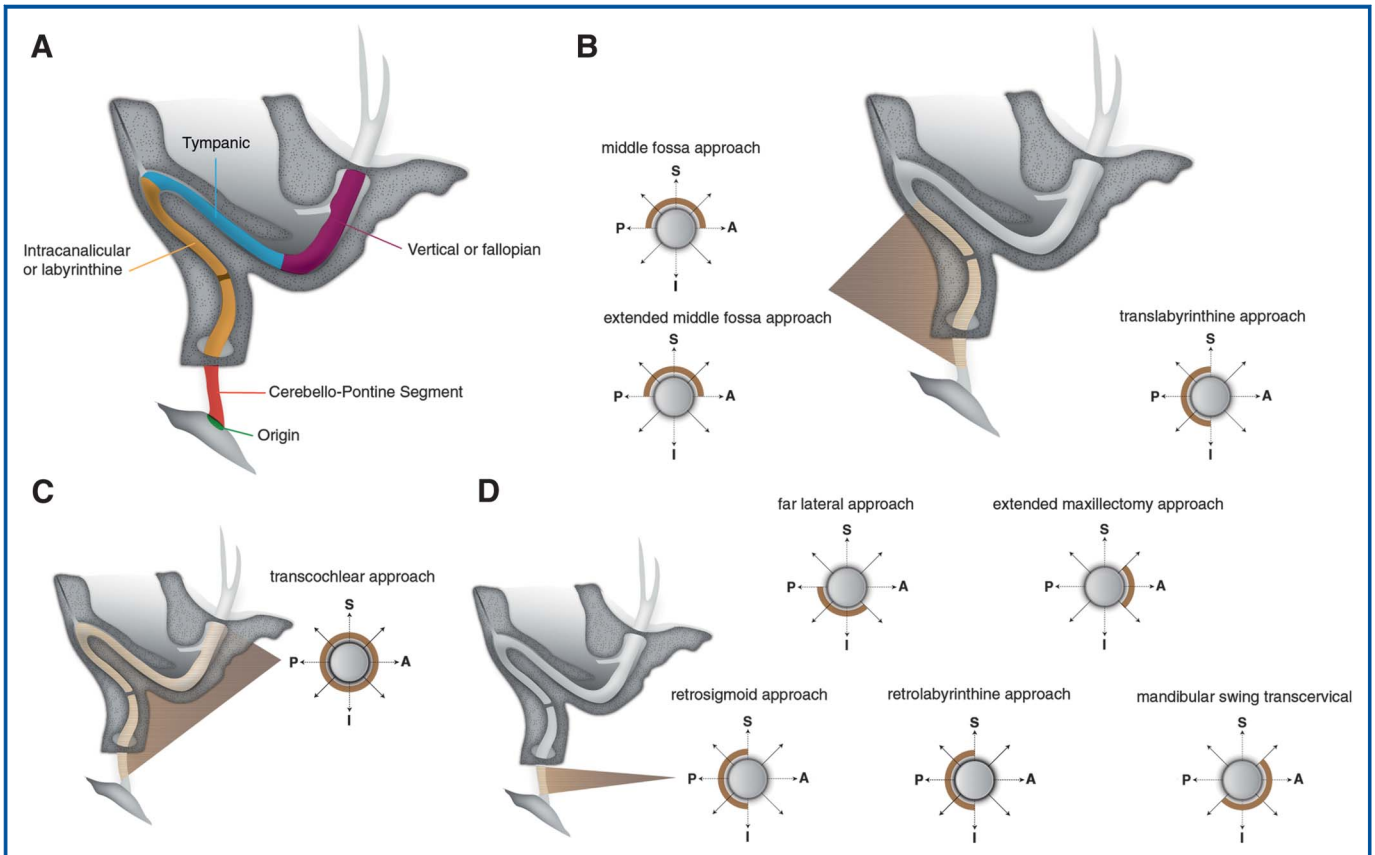 A
Tympanic
Intracanalicular
or labyrinthine
Vertical or fallopian
Cerebello-Pontine Segment
Origin
B
middle fossa approach
S
P
A
I
extended middle fossa approach
S
P
A
I
translabyrinthine approach
S
P
A
I
C
transcochlear approach
S
P
A
I
D
far lateral approach
S
P
A
I
extended maxillectomy approach
S
P
A
I
retrosigmoid approach
S
P
A
I
retrolabyrinthine approach
S
P
A
I
mandibular swing transcervical
S
P
A
I